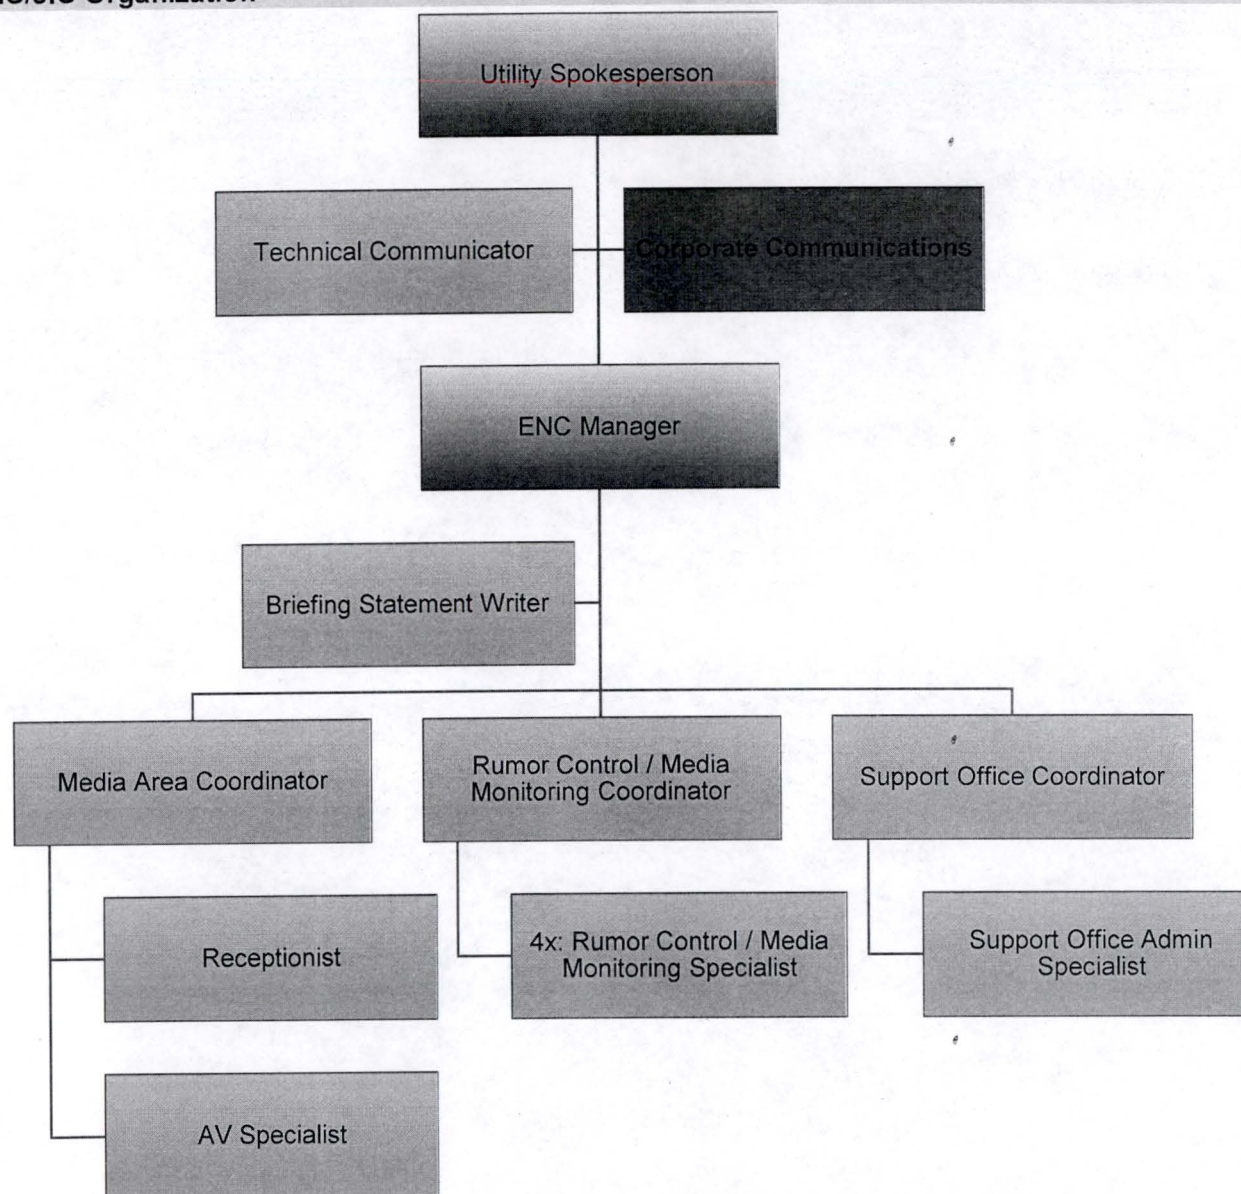 Organization
Utility Spokesperson
Technical Communicator
Corporate Communications
ENC Manager
Briefing Statement Writer
Media Area Coordinator
Rumor Control / Media
Monitoring Coordinator
Support Office Coordinator
Receptionist
4x: Rumor Control / Media
Monitoring Specialist
Support Office Admin
Specialist
AV Specialist